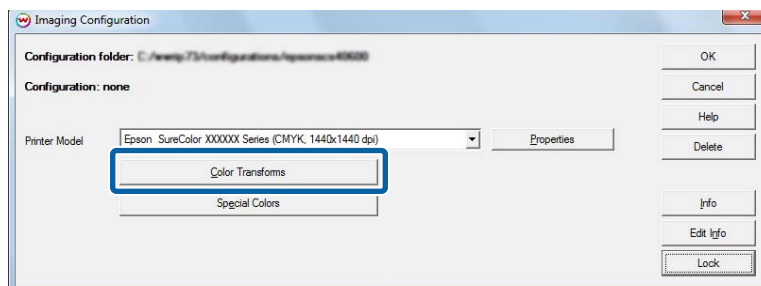 Imaging Configuration
Configuration folder:
OK
Configuration: none
Cancel
Help
Printer Model
Epson SureColor XXXXXX Series (CMYK, 1440x1440 dpi)
Properties
Delete
Color Transforms
Special Colors
Info
Edit Info
Lock